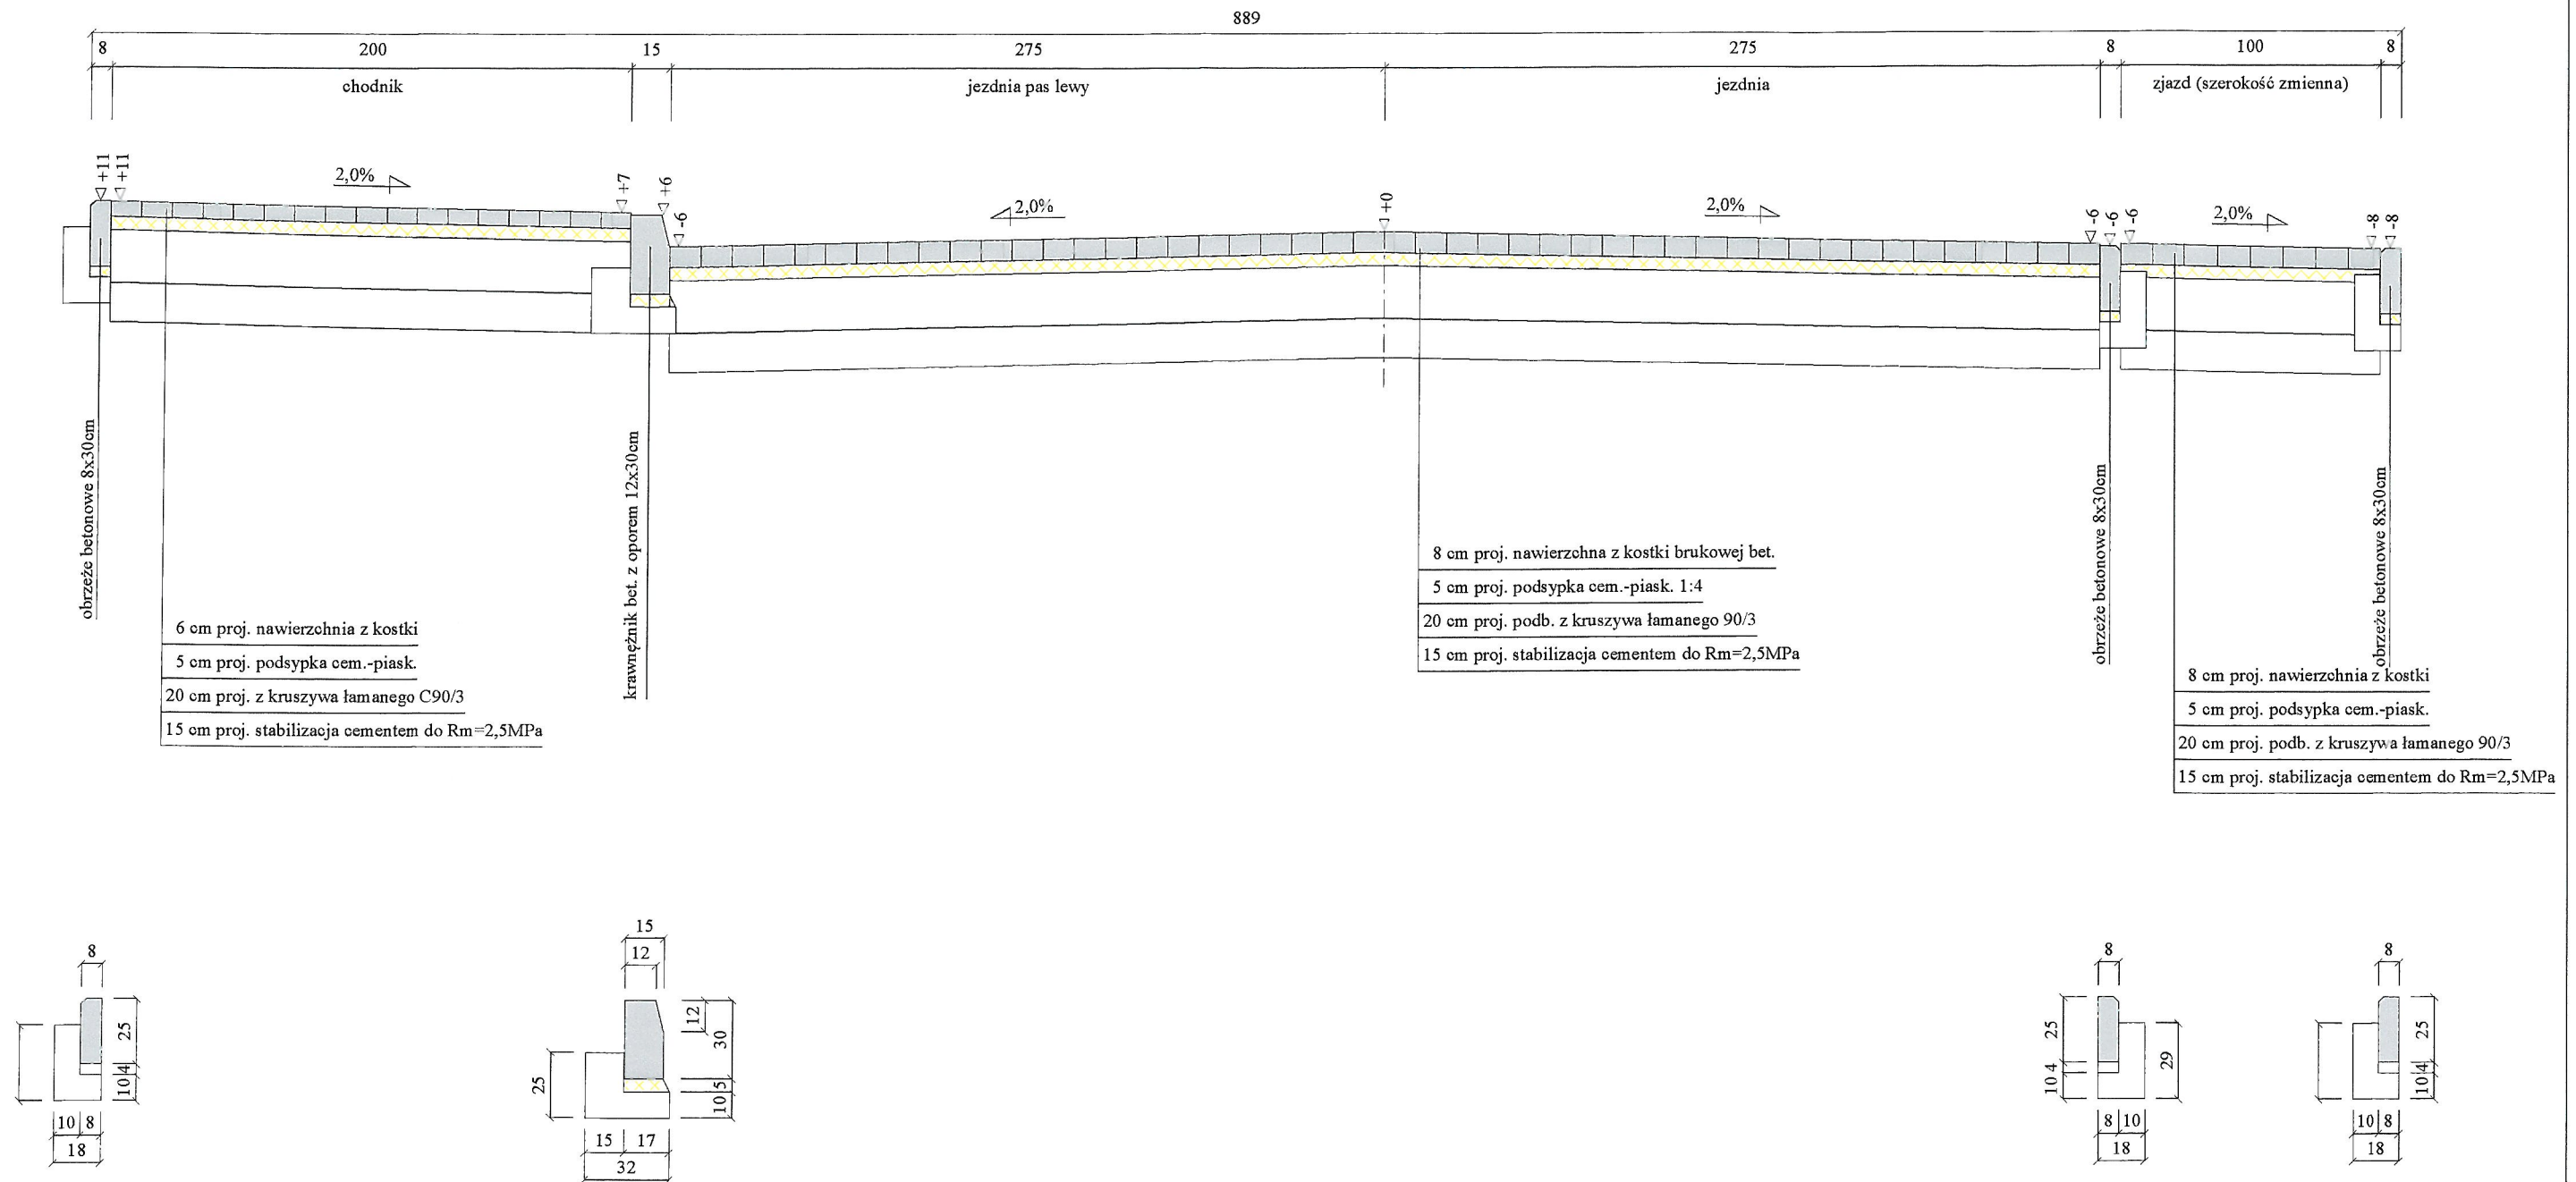 889
8 200 15 275 275 8 100 8
chodnik jezdnia pas lewy jezdnia zjazd (szerokość zmienna)
+11 +11 2,0% +7 +6 -6 2,0% +0 2,0% -6 -6 -6 2,0% -8 -8
obrzeże betonowe 8x30cm
krawnężnik bet. z oporem 12x30cm
obrzeże betonowe 8x30cm
obrzeże betonowe 8x30cm
6 cm proj. nawierzchnia z kostki
5 cm proj. podsypka cem.-piask.
20 cm proj. z kruszywa łamanego C90/3
15 cm proj. stabilizacja cementem do Rm=2,5MPa
8 cm proj. nawierzchna z kostki brukowej bet.
5 cm proj. podsypka cem.-piask. 1:4
20 cm proj. podb. z kruszywa łamanego 90/3
15 cm proj. stabilizacja cementem do Rm=2,5MPa
8 cm proj. nawierzchnia z kostki
5 cm proj. podsypka cem.-piask.
20 cm proj. podb. z kruszywa łamanego 90/3
15 cm proj. stabilizacja cementem do Rm=2,5MPa
8
25
4
10
10 8
18
15
12
12
30
25
5
10
15 17
32
8
25
4
10
29
8 10
18
8
25
4
10
10 8
18